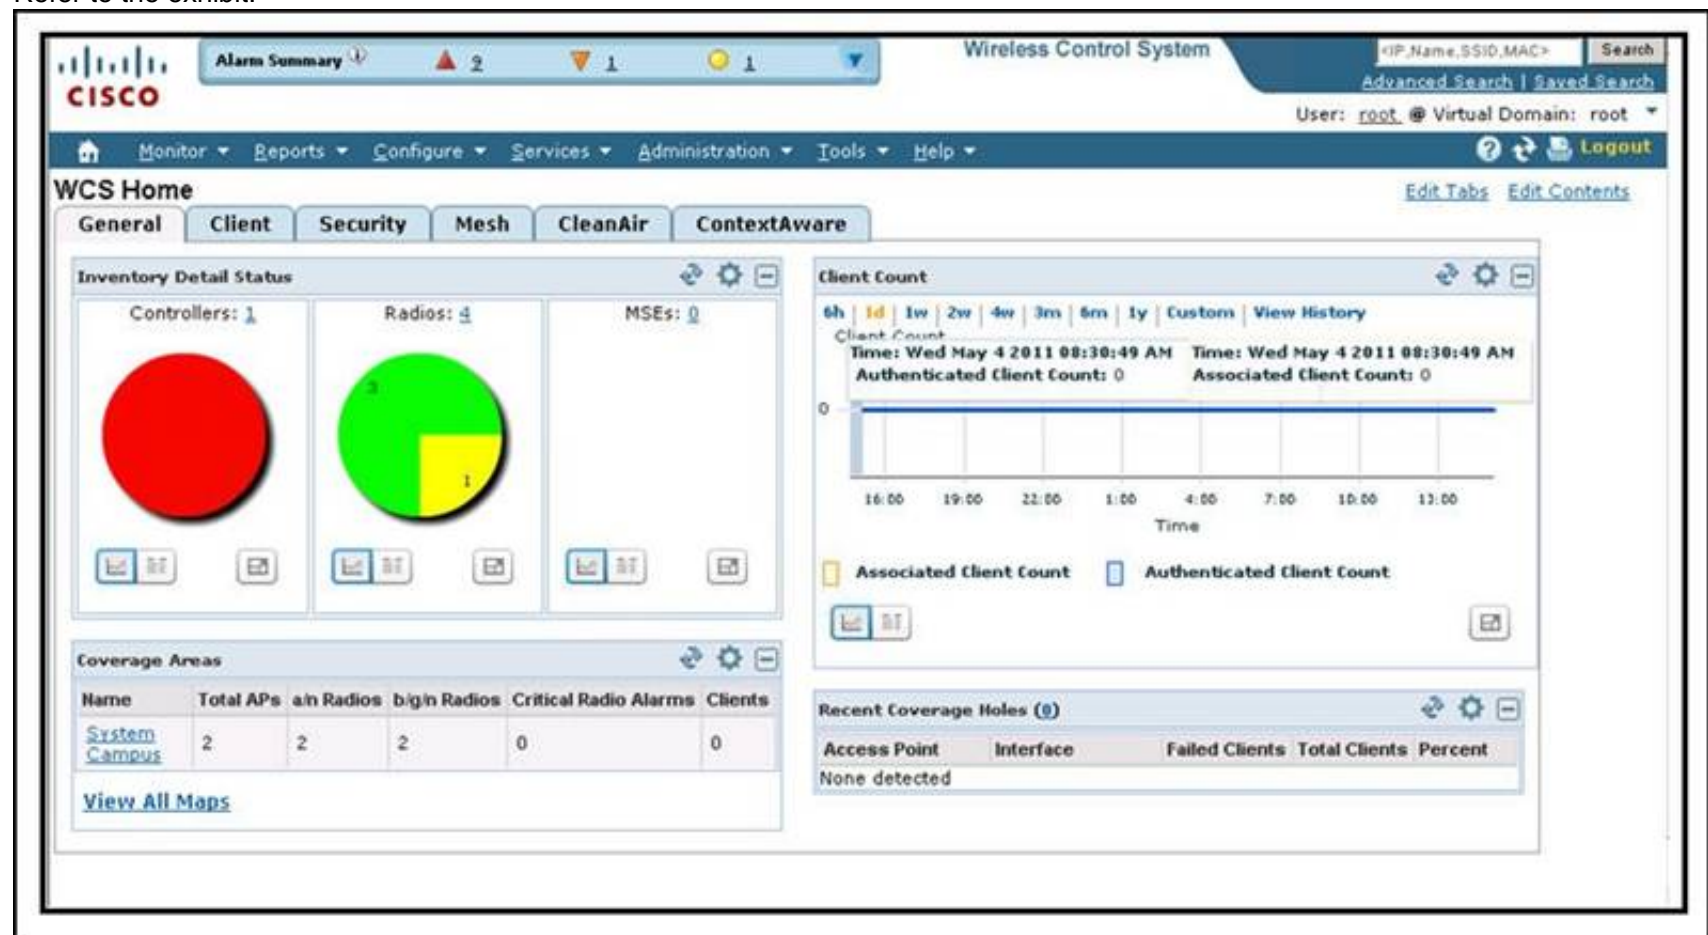 Refer to the exhibit.
CISCO
Alarm Summary 2 1 1
Wireless Control System
<IP,Name,SSID,MAC> Search
Advanced Search | Saved Search
User: root @ Virtual Domain: root
Monitor Reports Configure Services Administration Tools Help Logout
WCS Home
Edit Tabs Edit Contents
General Client Security Mesh CleanAir ContextAware
Inventory Detail Status
Controllers: 1 Radios: 4 MSEs: 0
3
1
Client Count
6h | 1d | 1w | 2w | 4w | 3m | 6m | 1y | Custom | View History
Client Count
Time: Wed May 4 2011 08:30:49 AM Time: Wed May 4 2011 08:30:49 AM
Authenticated Client Count: 0 Associated Client Count: 0
0
16:00 19:00 22:00 1:00 4:00 7:00 10:00 13:00
Time
Associated Client Count Authenticated Client Count
Coverage Areas
Name Total APs a/n Radios b/g/n Radios Critical Radio Alarms Clients
System Campus 2 2 2 0 0
View All Maps
Recent Coverage Holes (0)
Access Point Interface Failed Clients Total Clients Percent
None detected